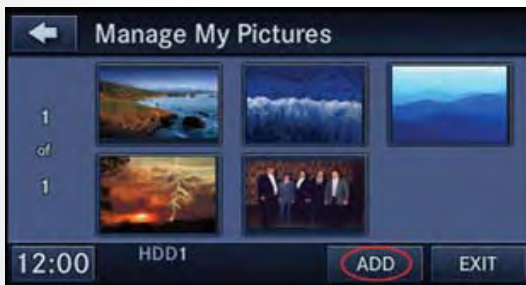 Manage My Pictures
1
of
1
12:00
HDD1
ADD
EXIT